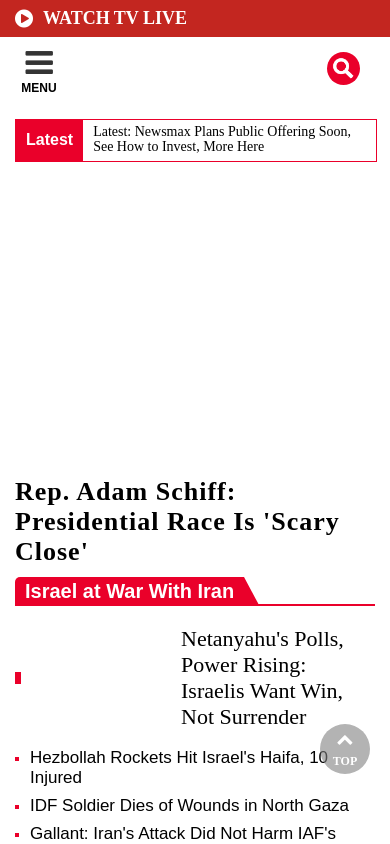 WATCH TV LIVE
MENU
Latest
Latest: Newsmax Plans Public Offering Soon,
See How to Invest, More Here
Rep. Adam Schiff:
Presidential Race Is 'Scary
Close'
Israel at War With Iran
Netanyahu's Polls,
Power Rising:
Israelis Want Win,
Not Surrender
Hezbollah Rockets Hit Israel's Haifa, 10
Injured
TOP
IDF Soldier Dies of Wounds in North Gaza
Gallant: Iran's Attack Did Not Harm IAF's